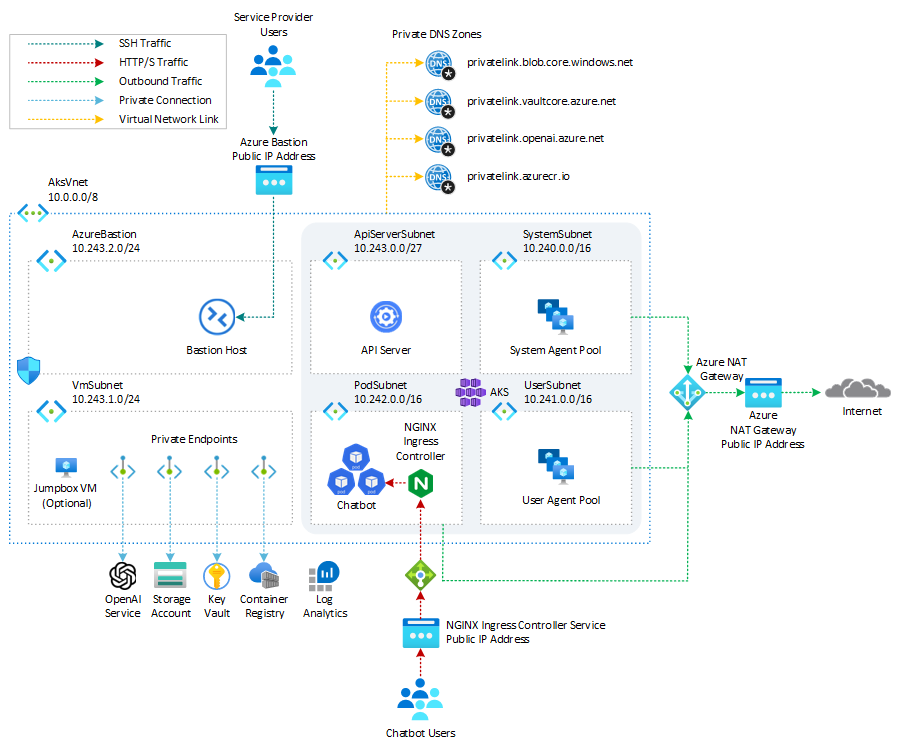 Service Provider
Users
SSH Traffic
HTTP/S Traffic
Outbound Traffic
Private Connection
Virtual Network Link
Private DNS Zones
DNS
privatelink.blob.core.windows.net
DNS
privatelink.vaultcore.azure.net
DNS
privatelink.openai.azure.net
DNS
privatelink.azurecr.io
Azure Bastion
Public IP Address
AksVnet
10.0.0.0/8
AzureBastion
10.243.2.0/24
Bastion Host
ApiServerSubnet
10.243.0.0/27
API Server
SystemSubnet
10.240.0.0/16
System Agent Pool
VmSubnet
10.243.1.0/24
Private Endpoints
Jumpbox VM
(Optional)
PodSubnet
10.242.0.0/16
NGINX
Ingress
Controller
pod
pod
pod
N
Chatbot
AKS
UserSubnet
10.241.0.0/16
User Agent Pool
Azure NAT
Gateway
Azure
NAT Gateway
Public IP Address
Internet
OpenAI
Service
Storage
Account
Key
Vault
Container
Registry
Log
Analytics
NGINX Ingress Controller Service
Public IP Address
Chatbot Users